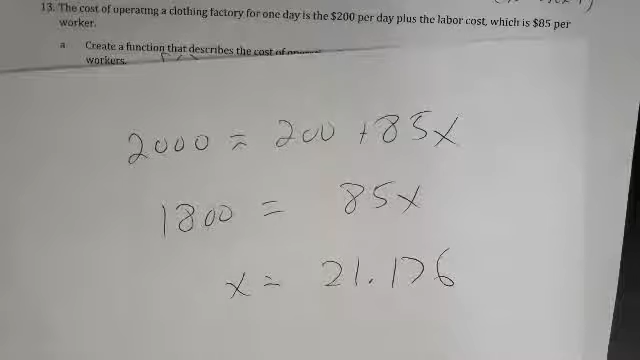 13. The cost of operating a clothing factory for one day is the $200 per day plus the labor cost, which is $85 per
worker.
a Create a function that describes the cost of
workers.
2000 = 200 + 85x
1800 = 85x
x = 21.176